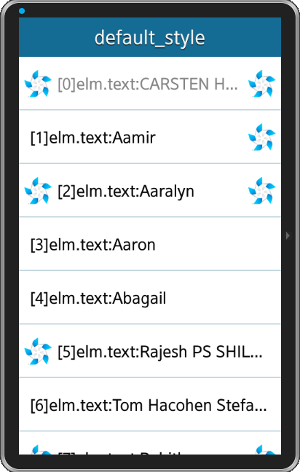 default_style
[0]elm.text:CARSTEN H...
[1]elm.text:Aamir
[2]elm.text:Aaralyn
[3]elm.text:Aaron
[4]elm.text:Abagail
[5]elm.text:Rajesh PS SHIL...
[6]elm.text:Tom Hacohen Stefa...